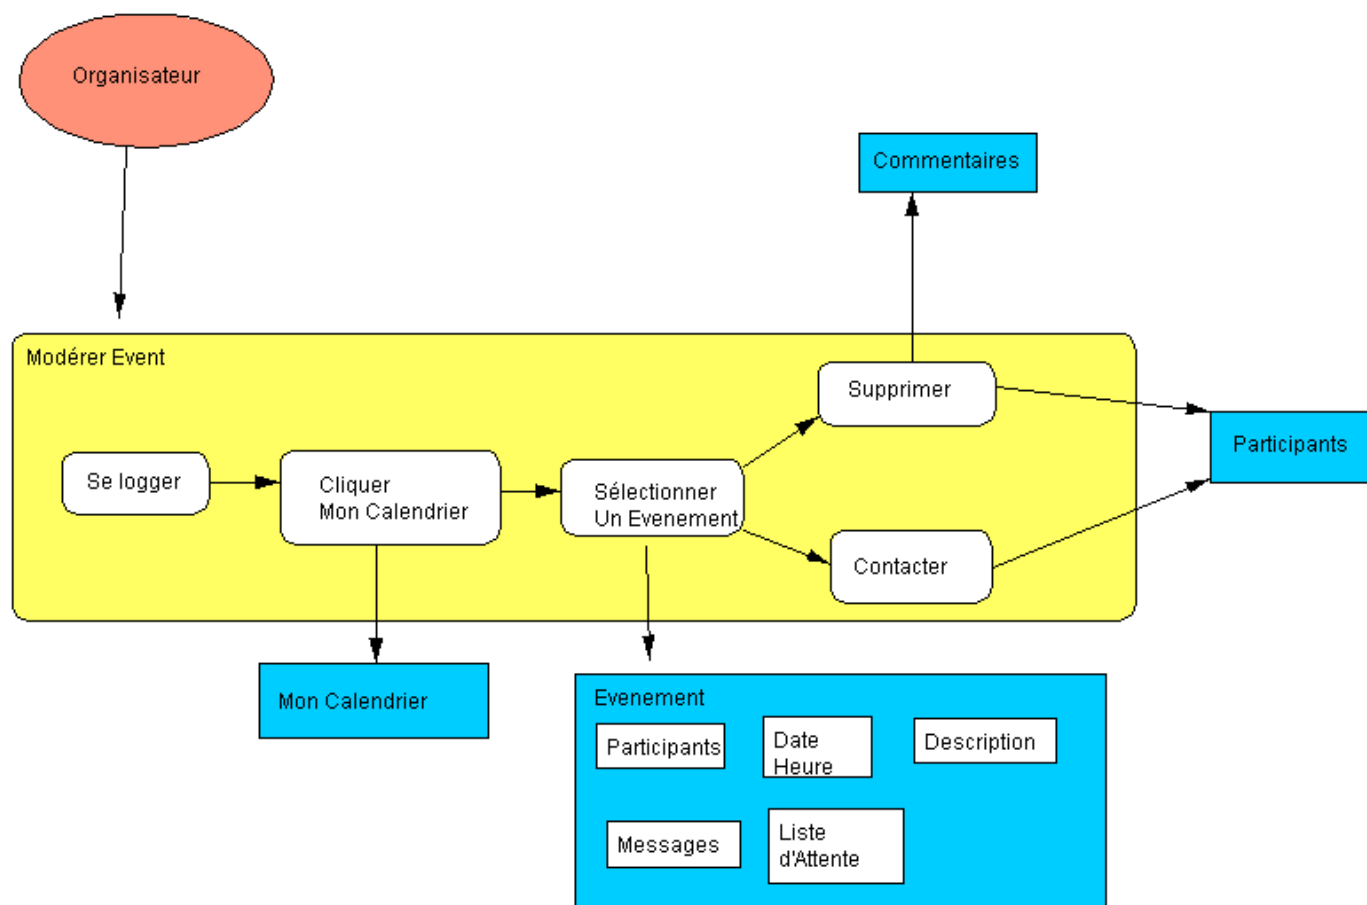 Organisateur
Commentaires
Modérer Event
Supprimer
Participants
Se logger
Cliquer
Mon Calendrier
Sélectionner
Un Evenement
Contacter
Mon Calendrier
Evenement
Participants
Date
Heure
Description
Messages
Liste
d'Attente